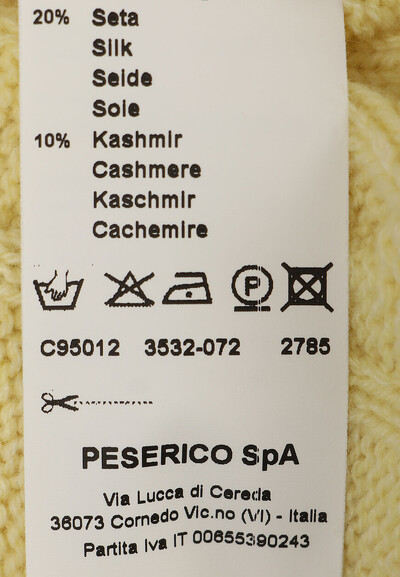 20% Seta
Silk
Seide
Soie
10% Kashmir
Cashmere
Kaschmir
Cachemire
P
C95012 3532-072 2785
PESERICO SpA
Via Lucca di Cereda
36073 Cornedo Vic.no (VI) - Italia
Partita Iva IT 00655390243